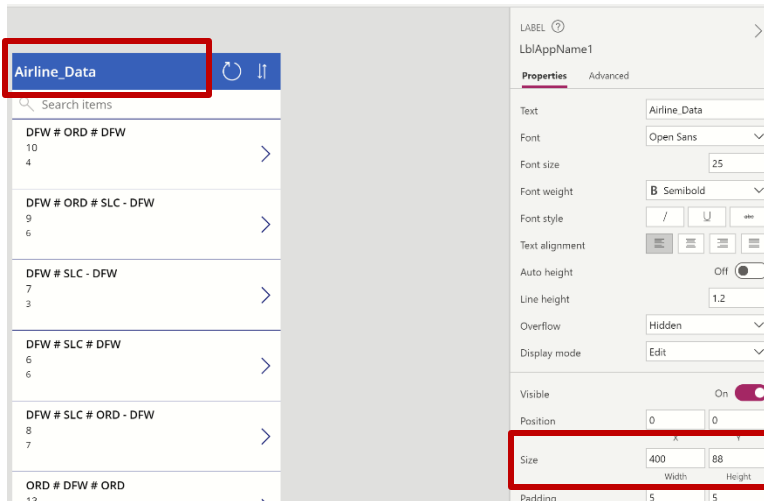 Airline_Data
Search items
DFW # ORD # DFW
10
4
DFW # ORD # SLC - DFW
9
6
DFW # SLC - DFW
7
3
DFW # SLC # DFW
6
6
DFW # SLC # ORD - DFW
8
7
ORD # DFW # ORD
13
LABEL ?
LblAppName1
Properties Advanced
Text Airline_Data
Font Open Sans
Font size 25
Font weight B Semibold
Font style / U abc
Text alignment
Auto height Off
Line height 1.2
Overflow Hidden
Display mode Edit
Visible On
Position 0 0
X Y
Size 400 88
Width Height
Padding 5 5